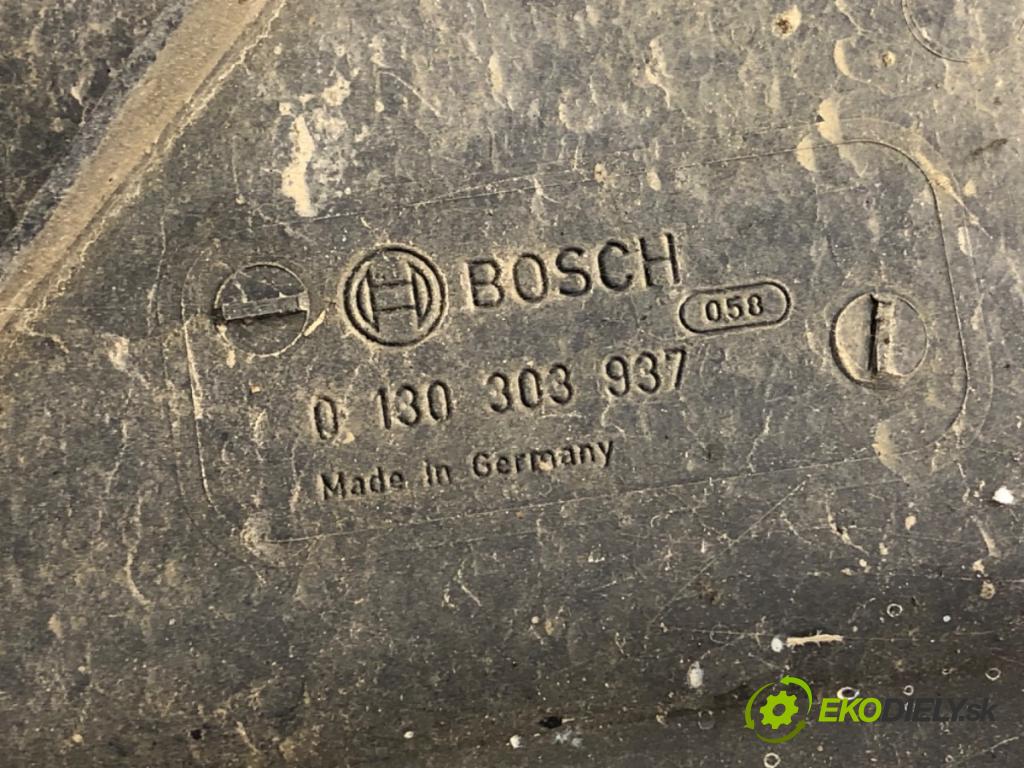 BOSCH
058
0 130 303 937
Made in Germany
EKODIELY.sk